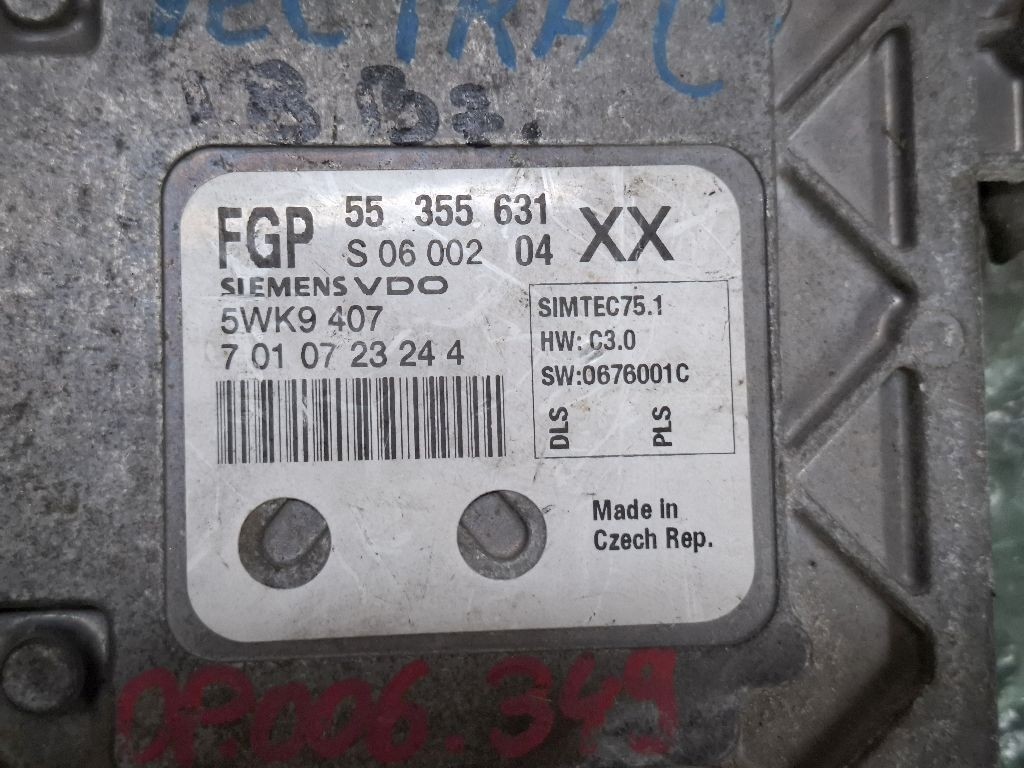 VECTRA C
1.8 Bz.
FGP 55 355 631 XX
S 06 002 04
SIEMENS VDO
5WK9 407
7 01 07 23 24 4
SIMTEC75.1
HW: C3.0
SW:0676001C
DLS PLS
Made in
Czech Rep.
OP.006.349